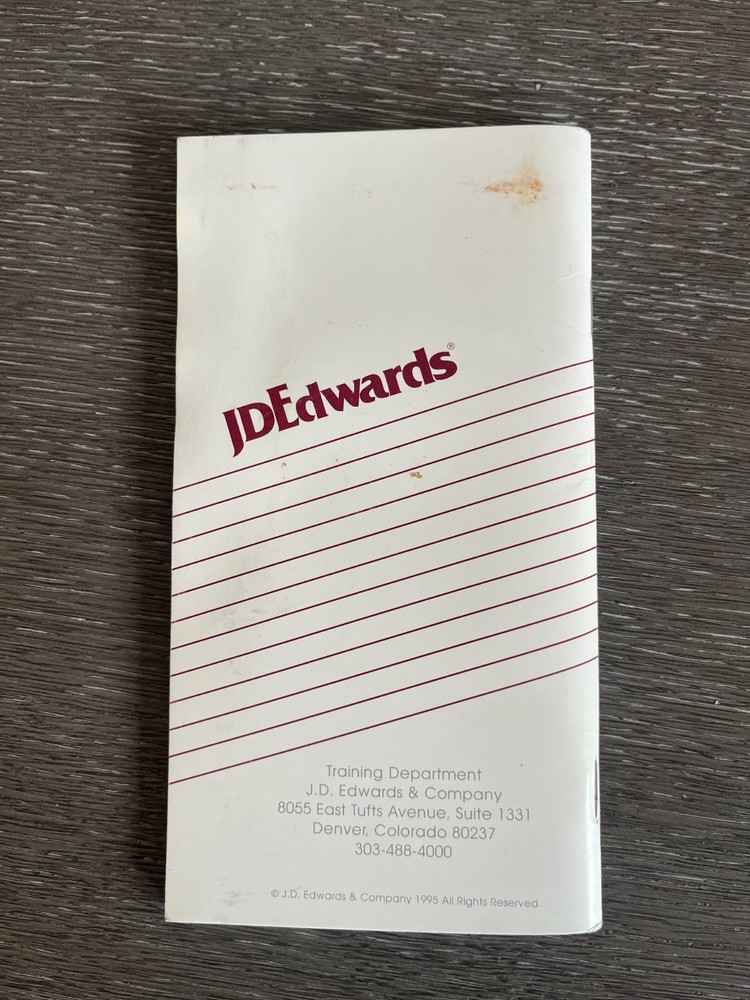 JDEdwards®
Training Department
J.D. Edwards & Company
8055 East Tufts Avenue, Suite 1331
Denver, Colorado 80237
303-488-4000
© J.D. Edwards & Company 1995 All Rights Reserved